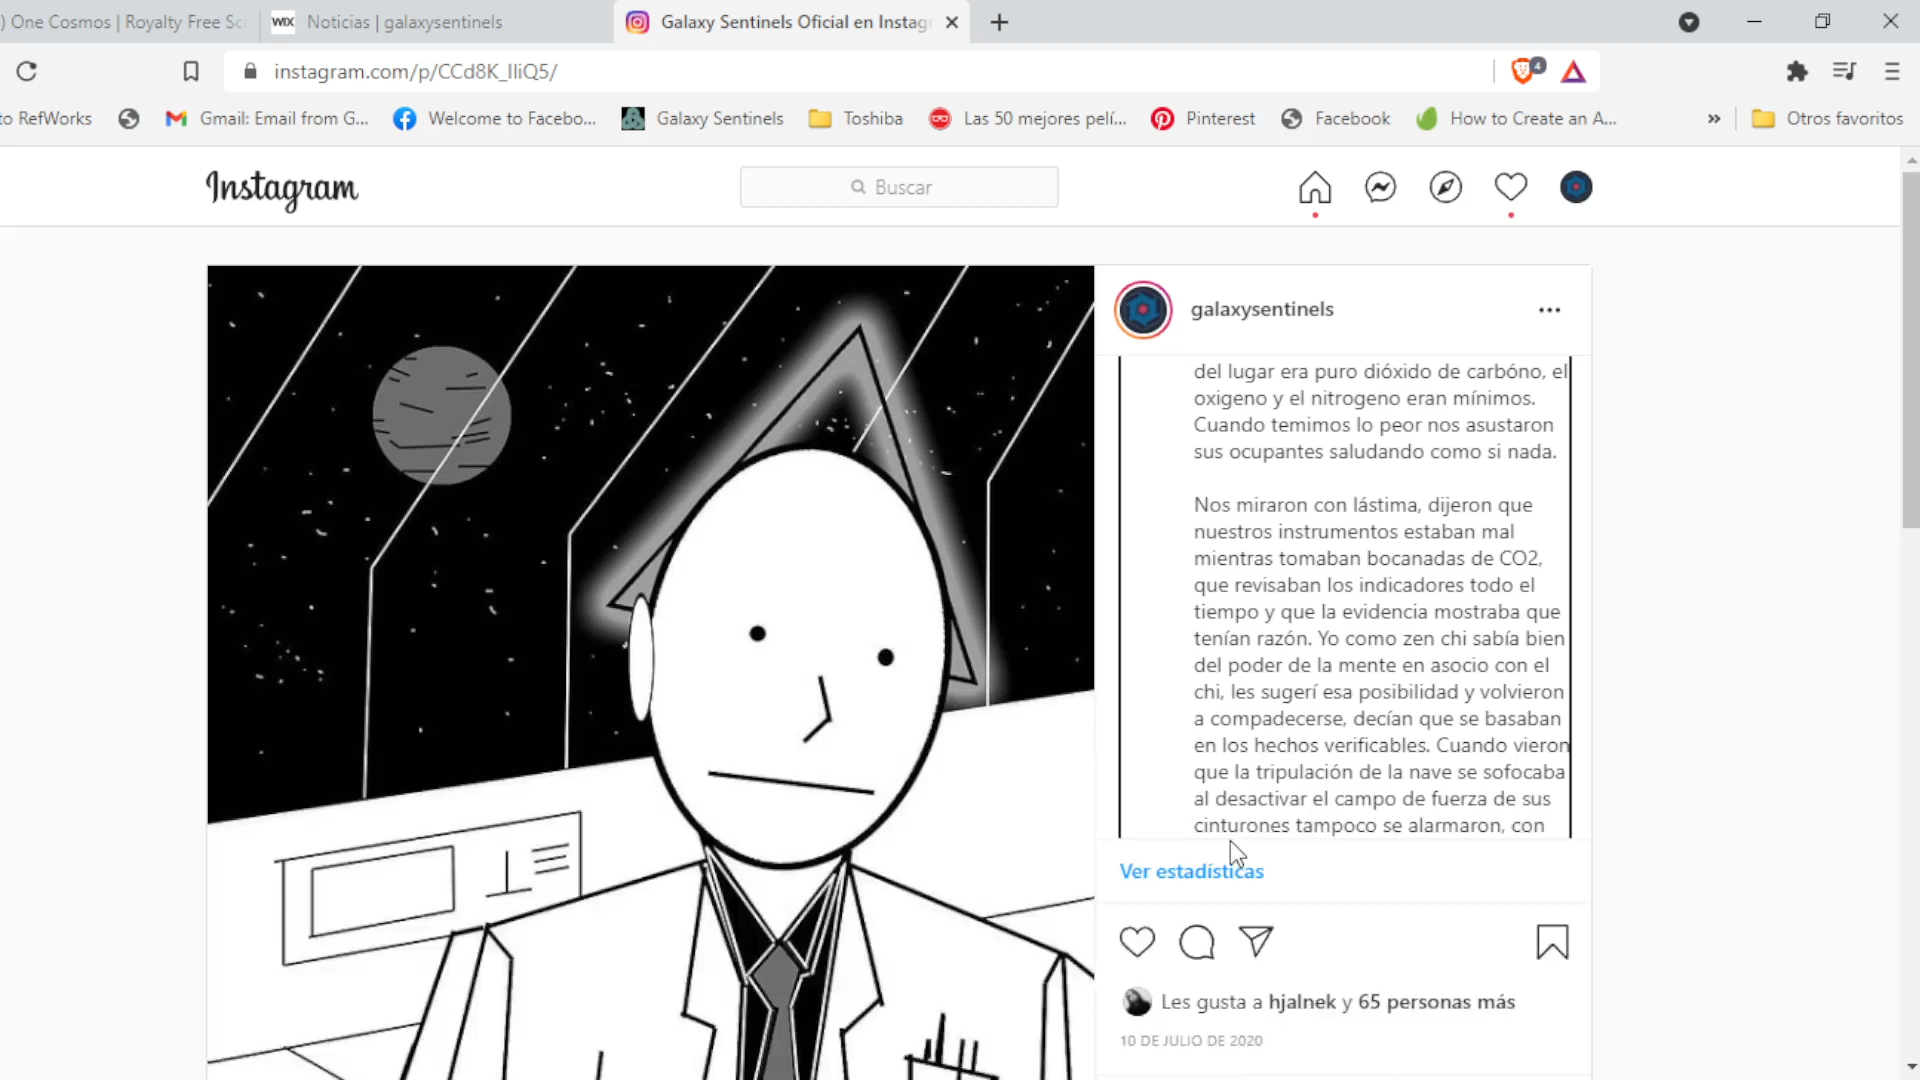 ) One Cosmos | Royalty Free Sc
WIX Noticias | galaxysentinels
Galaxy Sentinels Oficial en Instag
instagram.com/p/CCd8K_IliQ5/
4
to RefWorks
Gmail: Email from G...
Welcome to Facebo...
Galaxy Sentinels
Toshiba
Las 50 mejores pelí...
Pinterest
Facebook
How to Create an A...
»
Otros favoritos
Instagram
Buscar
galaxysentinels
del lugar era puro dióxido de carbóno, el
oxigeno y el nitrogeno eran mínimos.
Cuando temimos lo peor nos asustaron
sus ocupantes saludando como si nada.
Nos miraron con lástima, dijeron que
nuestros instrumentos estaban mal
mientras tomaban bocanadas de CO2,
que revisaban los indicadores todo el
tiempo y que la evidencia mostraba que
tenían razón. Yo como zen chi sabía bien
del poder de la mente en asocio con el
chi, les sugerí esa posibilidad y volvieron
a compadecerse, decían que se basaban
en los hechos verificables. Cuando vieron
que la tripulación de la nave se sofocaba
al desactivar el campo de fuerza de sus
cinturones tampoco se alarmaron, con
Ver estadísticas
Les gusta a hjalnek y 65 personas más
10 DE JULIO DE 2020